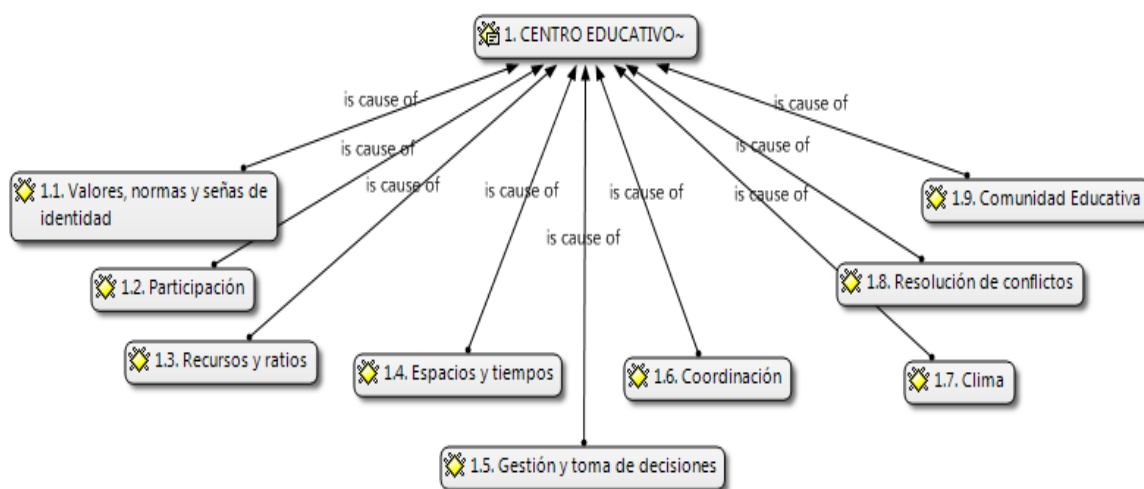 1. CENTRO EDUCATIVO~
is cause of
is cause of
is cause of
is cause of
is cause of
is cause of
is cause of
is cause of
is cause of
1.1. Valores, normas y señas de
identidad
1.2. Participación
1.3. Recursos y ratios
1.4. Espacios y tiempos
1.5. Gestión y toma de decisiones
1.6. Coordinación
1.7. Clima
1.8. Resolución de conflictos
1.9. Comunidad Educativa